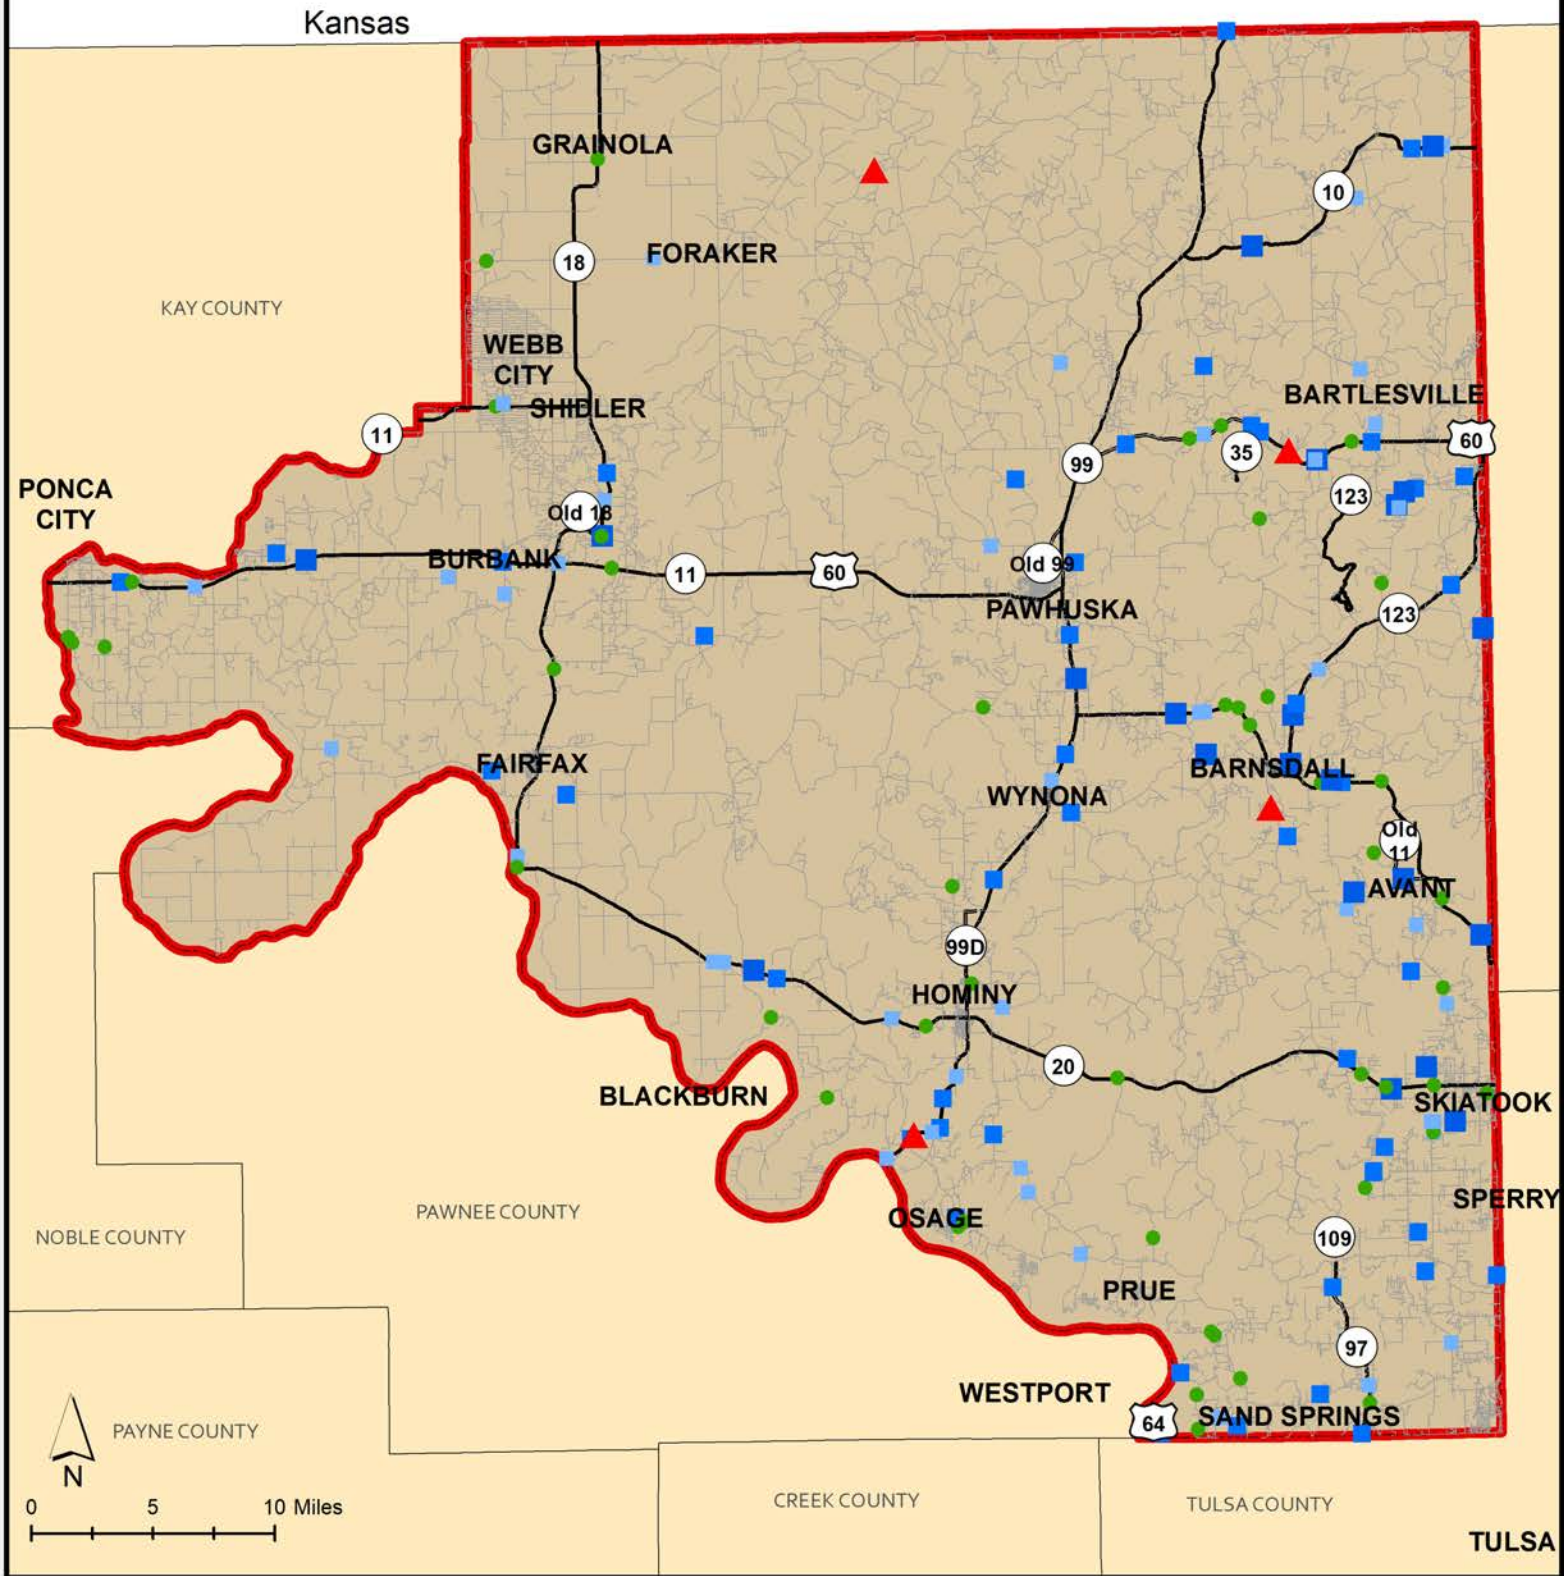 Kansas
GRAINOLA
10
FORAKER
18
KAY COUNTY
WEBB
CITY
BARTLESVILLE
SHIDLER
11
60
35
99
PONCA
CITY
123
Old 18
BURBANK
Old 99
11
60
PAWHUSKA
123
FAIRFAX
BARNSDALL
WYNONA
Old
11
AVANT
99D
HOMINY
20
BLACKBURN
SKIATOOK
SPERRY
PAWNEE COUNTY
OSAGE
NOBLE COUNTY
109
PRUE
97
WESTPORT
64
SAND SPRINGS
PAYNE COUNTY
N
CREEK COUNTY
TULSA COUNTY
0 5 10 Miles
TULSA